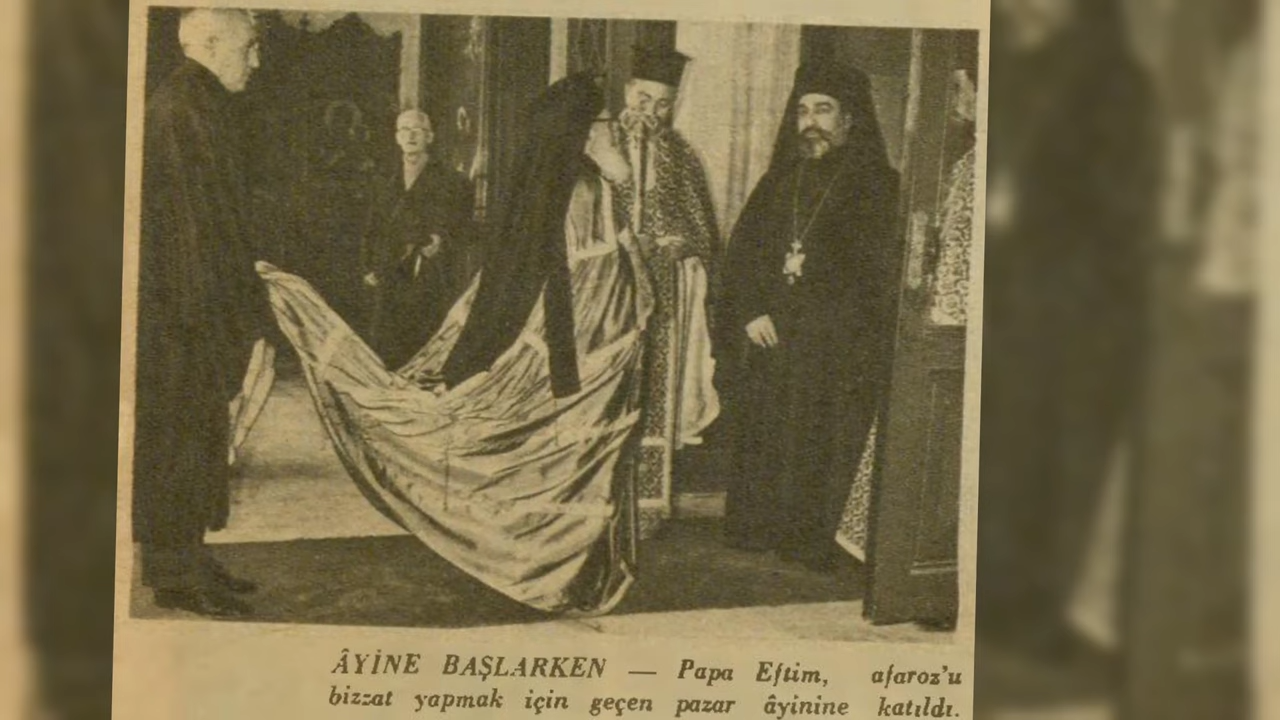 ÂYİNE BAŞLARKEN — Papa Eftim, afaroz'u
bizzat yapmak için geçen pazar âyinine katıldı.